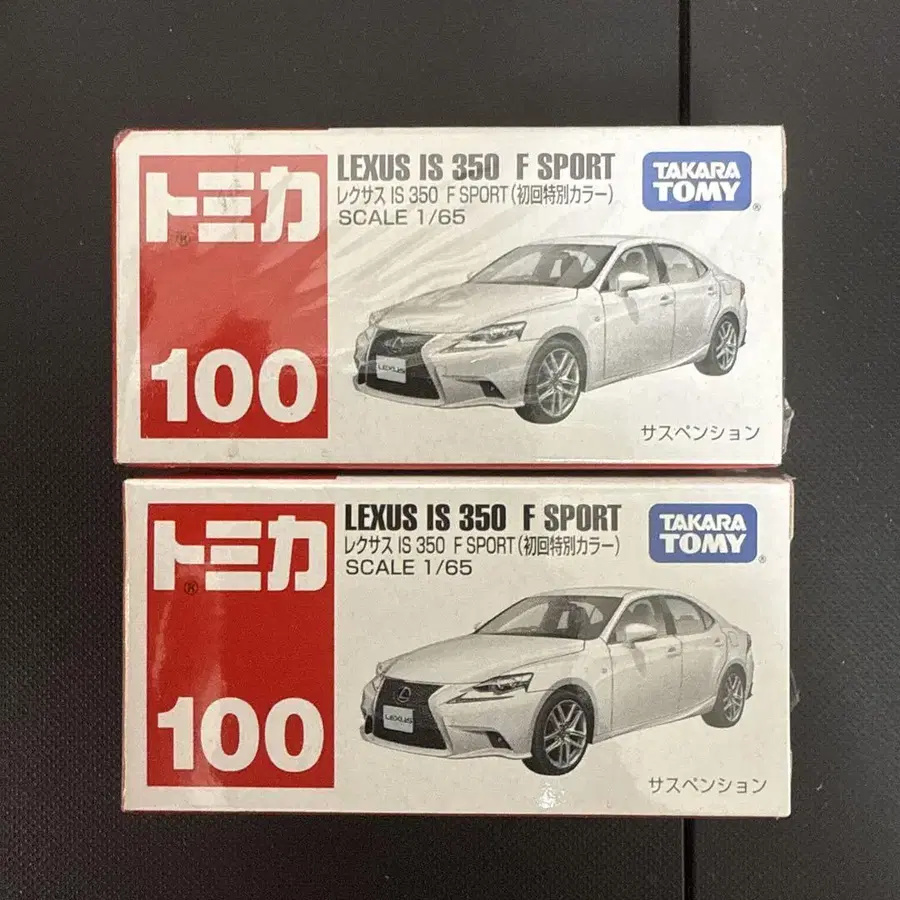 トミカ
®
100
LEXUS IS 350 F SPORT
レクサス IS 350 F SPORT(初回特別カラー)
SCALE 1/65
TAKARA
TOMY
®
LEXUS
サスペンション
トミカ
®
100
LEXUS IS 350 F SPORT
レクサス IS 350 F SPORT(初回特別カラー)
SCALE 1/65
TAKARA
TOMY
®
LEXUS
サスペンション